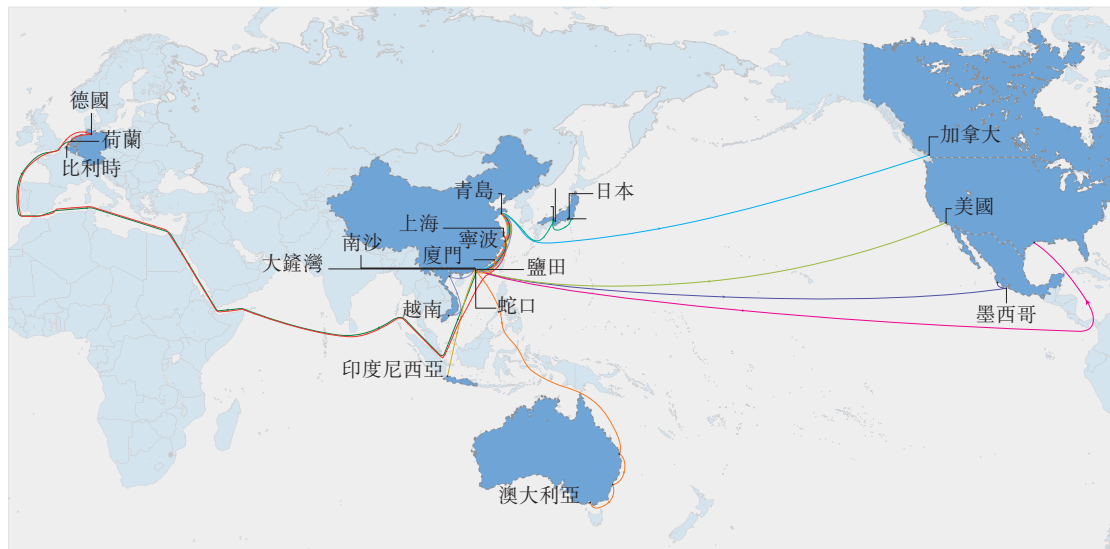 德國
荷蘭
比利時
加拿大
青島
日本
美國
上海
寧波
南沙
廈門
大鏟灣
鹽田
越南
蛇口
墨西哥
印度尼西亞
澳大利亞